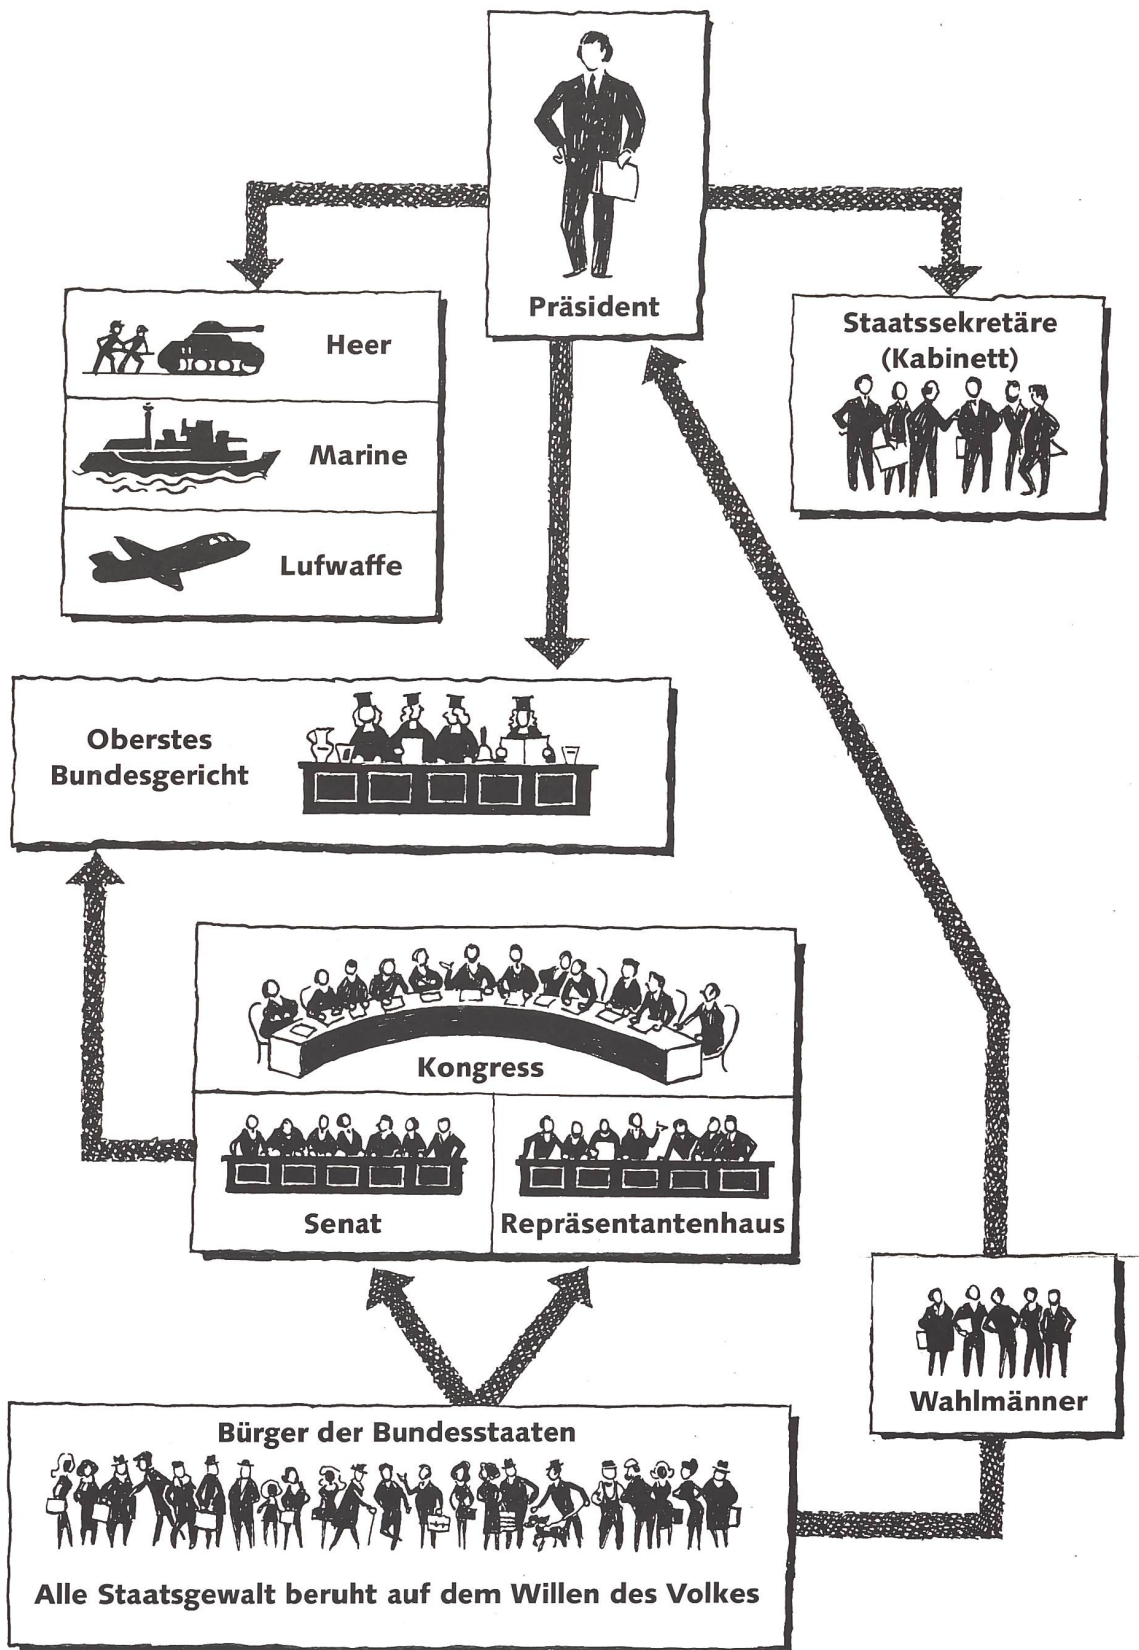 Präsident
Heer
Marine
Lufwaffe
Staatssekretäre
(Kabinett)
Oberstes
Bundesgericht
Kongress
Senat
Repräsentantenhaus
Wahlmänner
Bürger der Bundesstaaten
Alle Staatsgewalt beruht auf dem Willen des Volkes